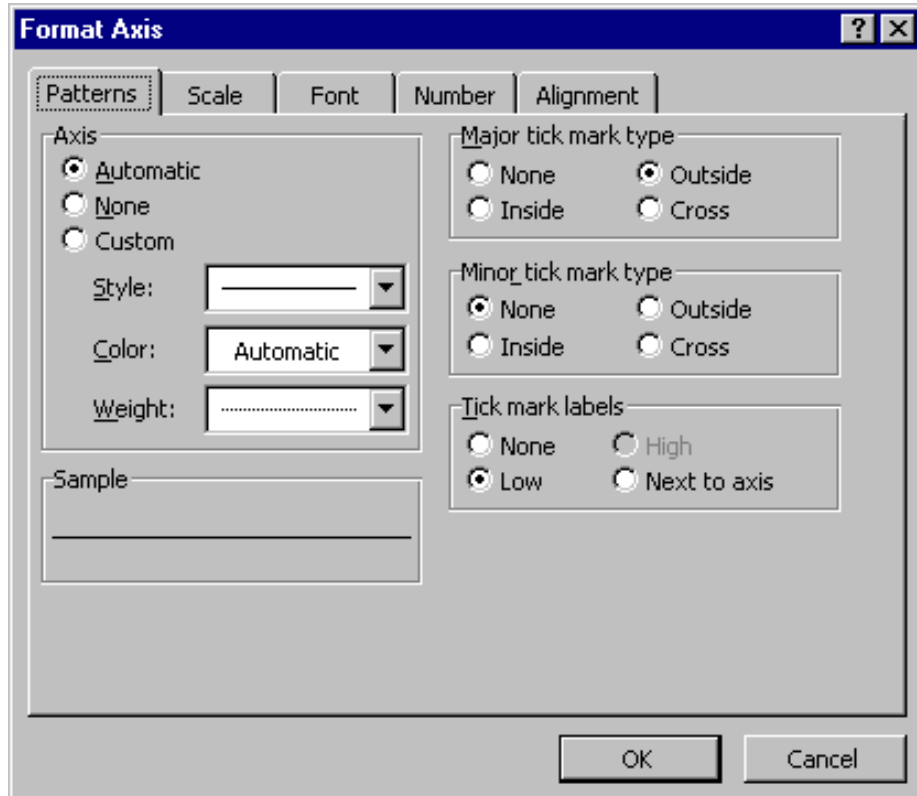 Format Axis
Patterns Scale Font Number Alignment
Axis
Automatic
None
Custom
Style:
Color: Automatic
Weight:
Sample
Major tick mark type
None Outside
Inside Cross
Minor tick mark type
None Outside
Inside Cross
Tick mark labels
None High
Low Next to axis
OK Cancel